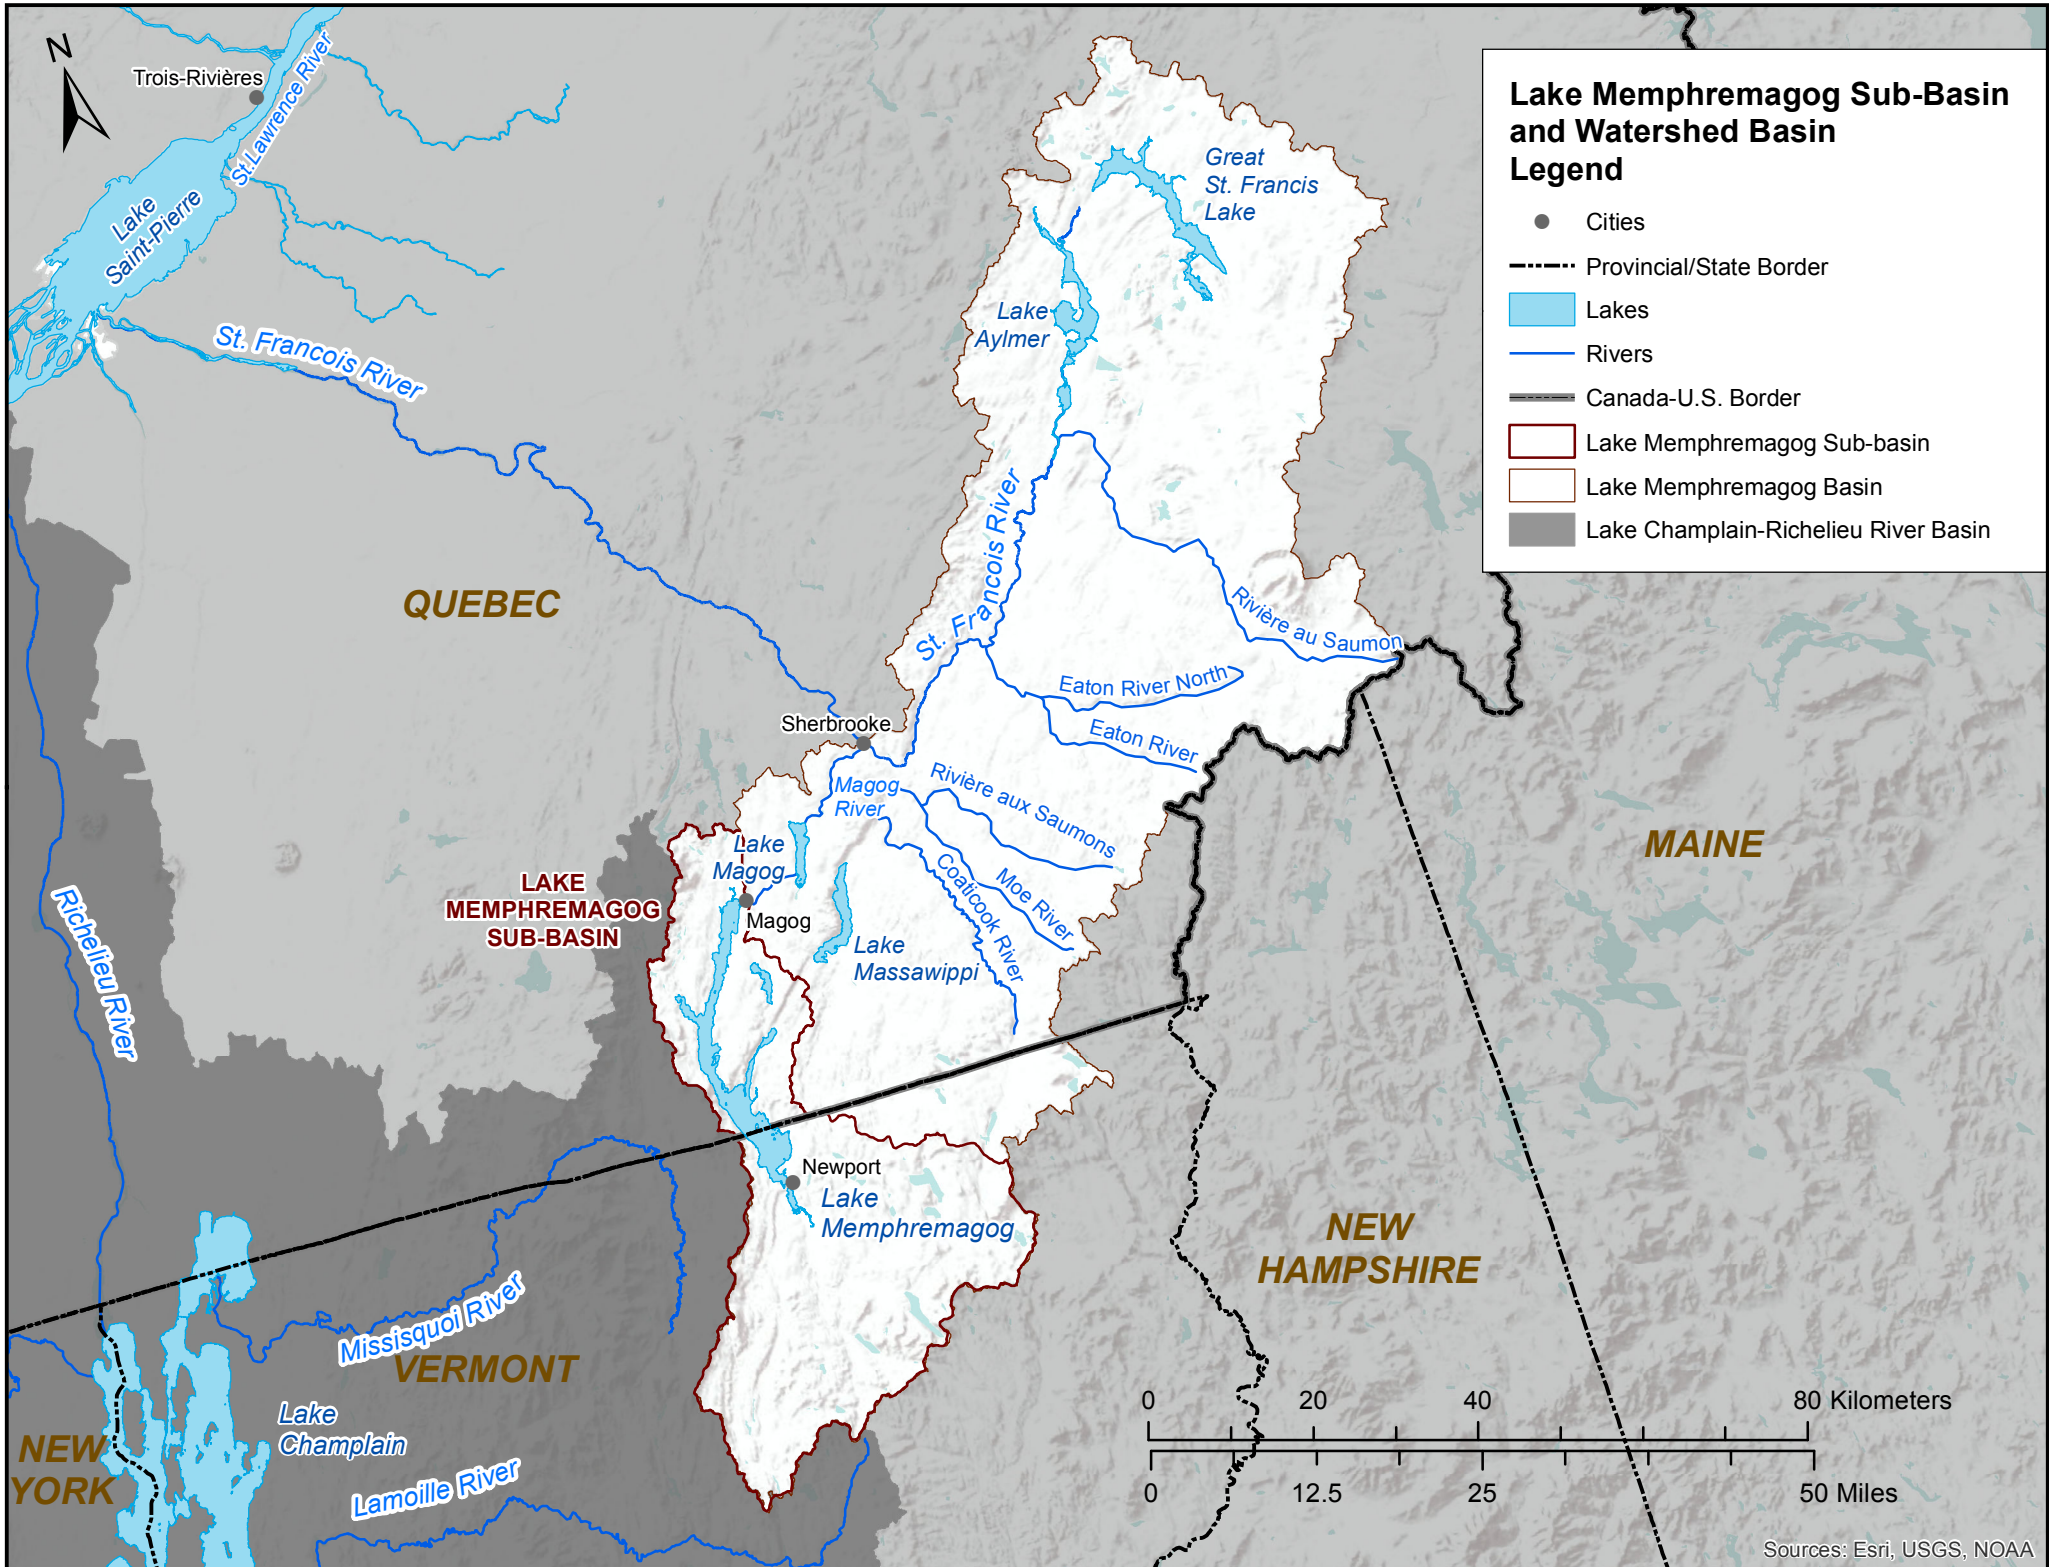 N
Trois-Rivières
St.Lawrence River
Lake
Saint-Pierre
St. Francois River
Great
St. Francis
Lake
Lake
Aylmer
St. Francois River
QUEBEC
Rivière au Saumon
Eaton River North
Eaton River
Sherbrooke
Magog
River
Rivière aux Saumons
Moe River
Coaticook River
Lake
Magog
Magog
Lake
Massawippi
LAKE
MEMPHREMAGOG
SUB-BASIN
Richelieu River
MAINE
Newport
Lake
Memphremagog
NEW
HAMPSHIRE
Missisquoi River
VERMONT
Lake
Champlain
NEW
YORK
Lamoille River
Lake Memphremagog Sub-Basin
and Watershed Basin
Legend
Cities
Provincial/State Border
Lakes
Rivers
Canada-U.S. Border
Lake Memphremagog Sub-basin
Lake Memphremagog Basin
Lake Champlain-Richelieu River Basin
0 20 40 80 Kilometers
0 12.5 25 50 Miles
Sources: Esri, USGS, NOAA